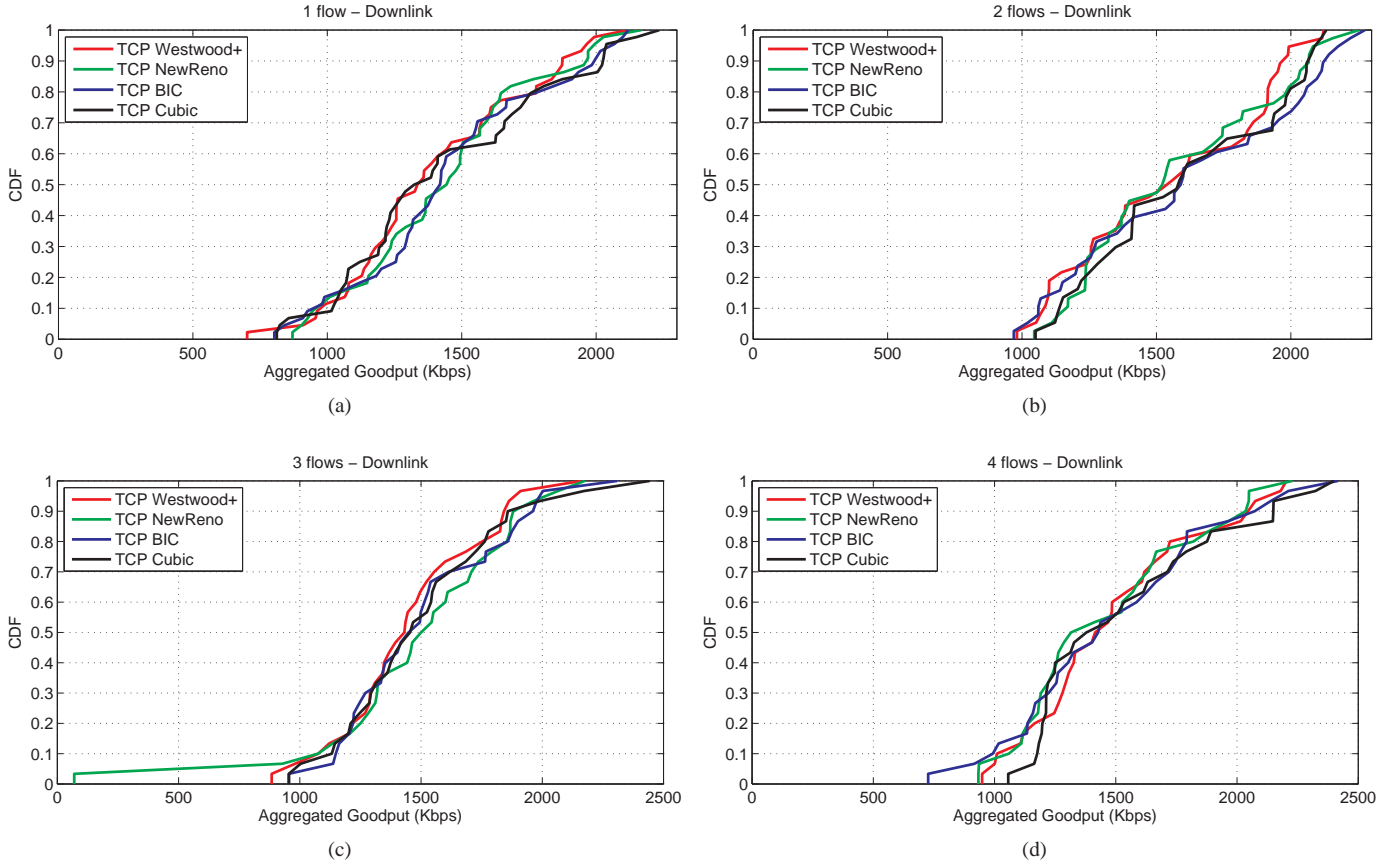 1 flow − Downlink
1
0.9
0.8
0.7
0.6
0.5
0.4
0.3
0.2
0.1
0
CDF
TCP Westwood+
TCP NewReno
TCP BIC
TCP Cubic
0 500 1000 1500 2000
Aggregated Goodput (Kbps)
(a)
2 flows − Downlink
1
0.9
0.8
0.7
0.6
0.5
0.4
0.3
0.2
0.1
0
CDF
TCP Westwood+
TCP NewReno
TCP BIC
TCP Cubic
0 500 1000 1500 2000
Aggregated Goodput (Kbps)
(b)
3 flows − Downlink
1
0.9
0.8
0.7
0.6
0.5
0.4
0.3
0.2
0.1
0
CDF
TCP Westwood+
TCP NewReno
TCP BIC
TCP Cubic
0 500 1000 1500 2000 2500
Aggregated Goodput (Kbps)
(c)
4 flows − Downlink
1
0.9
0.8
0.7
0.6
0.5
0.4
0.3
0.2
0.1
0
CDF
TCP Westwood+
TCP NewReno
TCP BIC
TCP Cubic
0 500 1000 1500 2000 2500
Aggregated Goodput (Kbps)
(d)